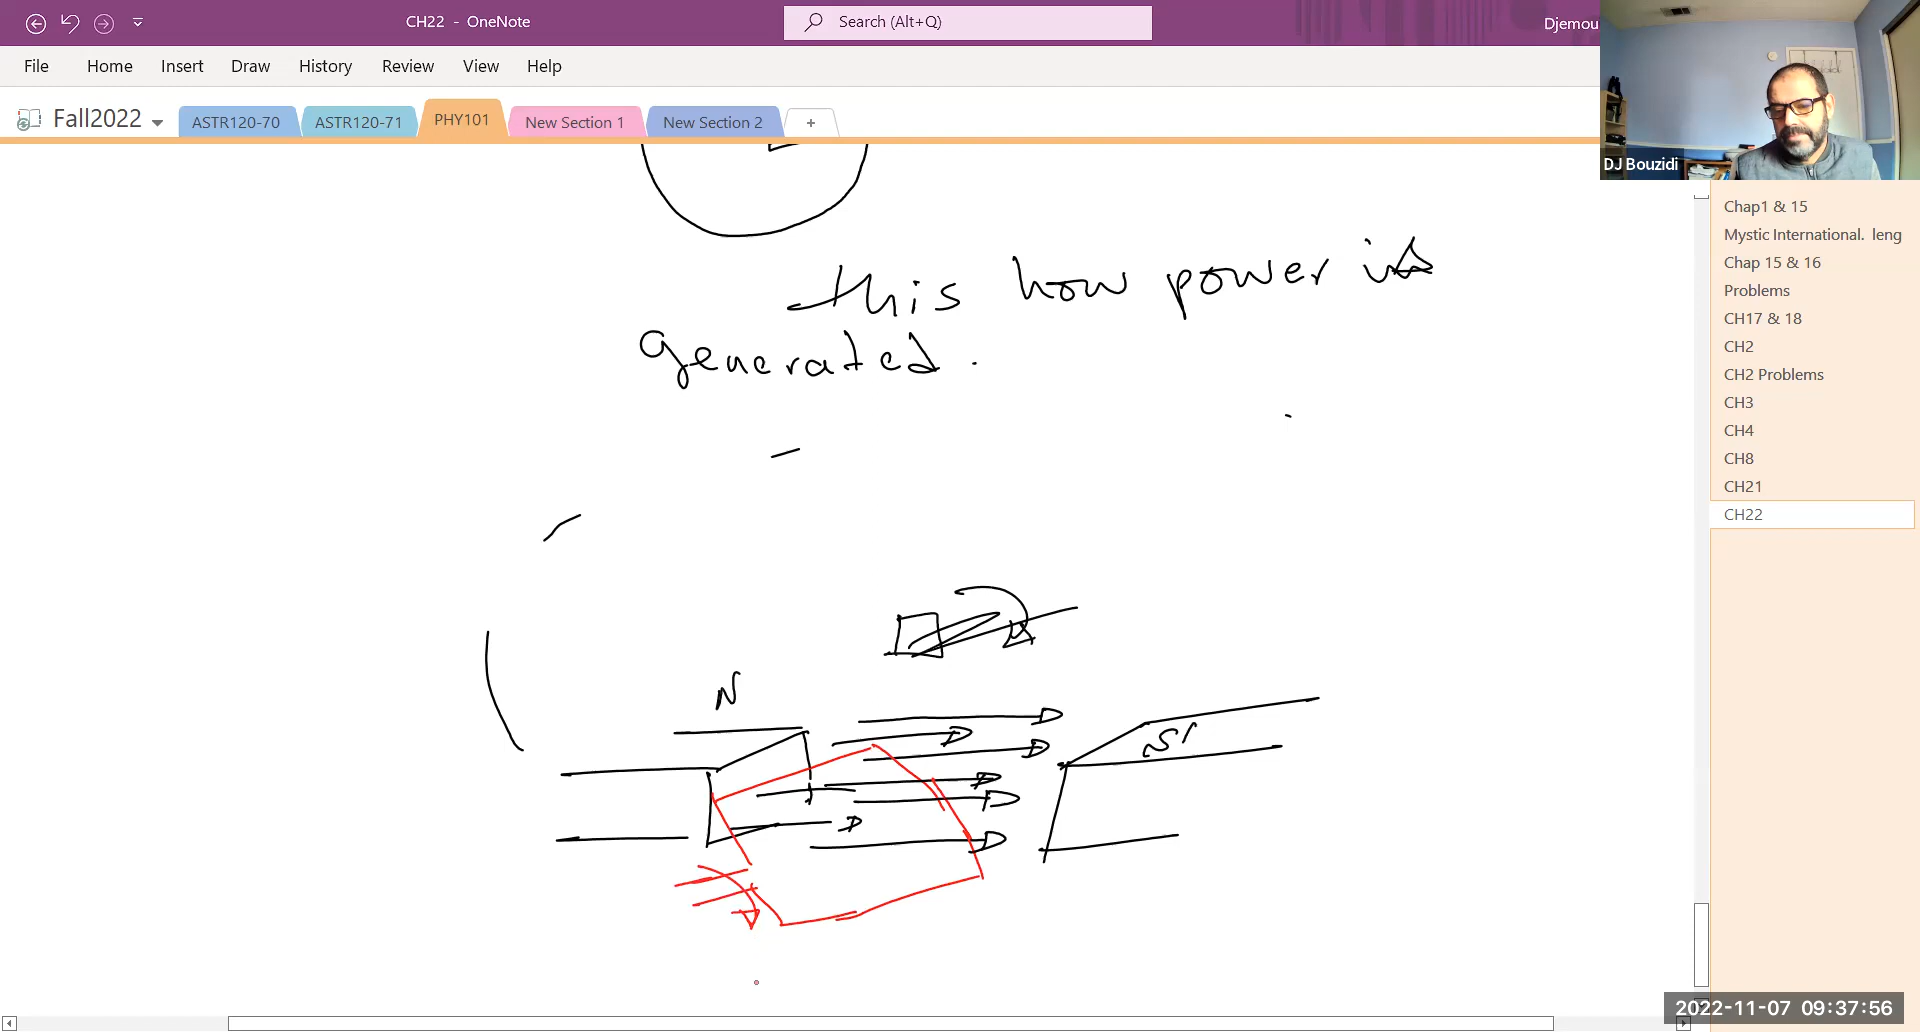 CH22 - OneNote
Search (Alt+Q)
Djemou
File Home Insert Draw History Review View Help
Fall2022
ASTR120-70
ASTR120-71
PHY101
New Section 1
New Section 2
+
DJ Bouzidi
Chap1 & 15
Mystic International. leng
Chap 15 & 16
Problems
CH17 & 18
CH2
CH2 Problems
CH3
CH4
CH8
CH21
CH22
this how power is
generated.
N
S
2022-11-07 09:37:56